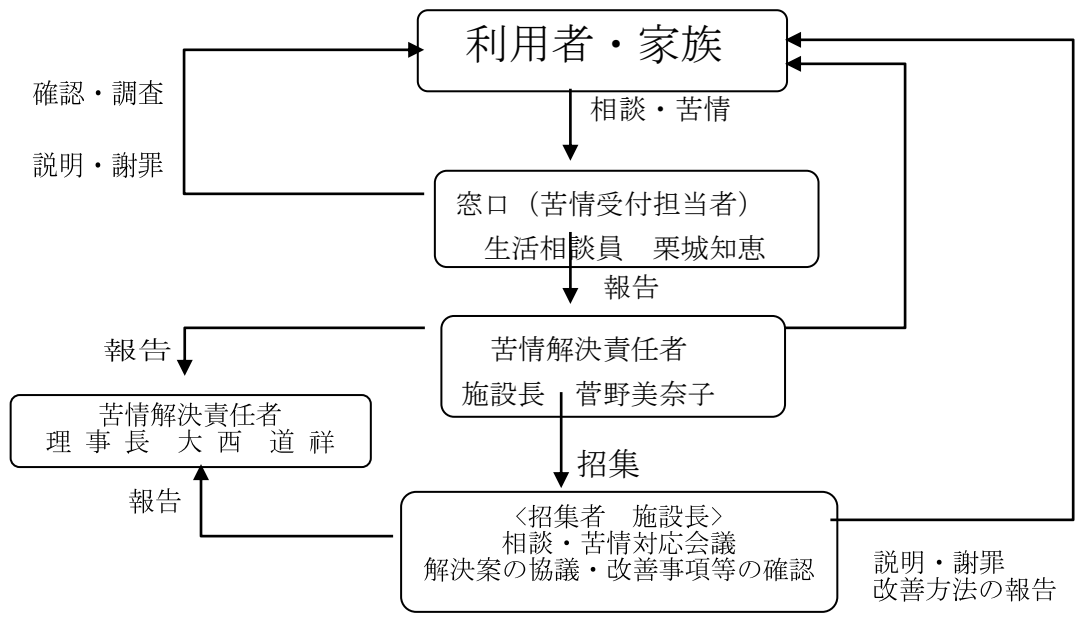 利用者・家族
確認・調査
相談・苦情
説明・謝罪
窓口（苦情受付担当者）
生活相談員　栗城知恵
報告
苦情解決責任者
施設長　菅野美奈子
報告
苦情解決責任者
理 事 長　大 西　道 祥
招集
報告
<招集者　施設長>
相談・苦情対応会議
解決案の協議・改善事項等の確認
説明・謝罪
改善方法の報告